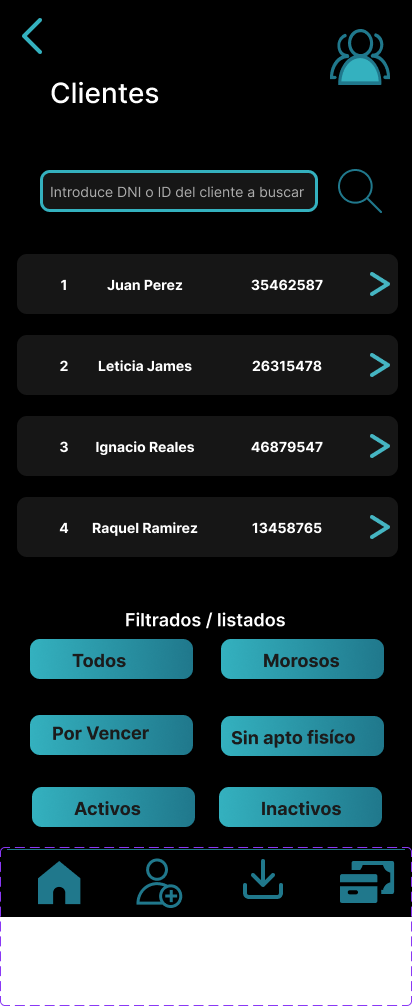 Clientes
Introduce DNI o ID del cliente a buscar
1 Juan Perez 35462587
2 Leticia James 26315478
3 Ignacio Reales 46879547
4 Raquel Ramirez 13458765
Filtrados / listados
Todos Morosos
Por Vencer Sin apto fisíco
Activos Inactivos